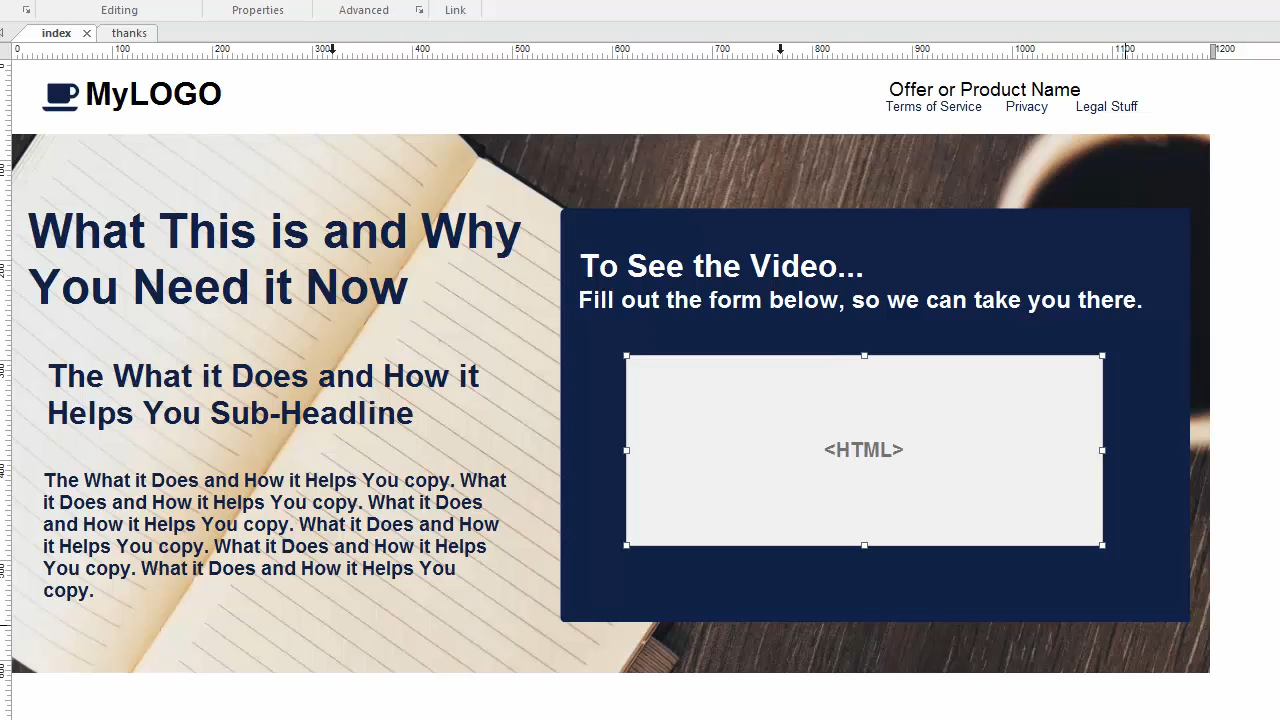 Editing Properties Advanced Link
index thanks
0 100 200 300 400 500 600 700 800 900 1000 1100 1200
MyLOGO
Offer or Product Name
Terms of Service Privacy Legal Stuff
What This is and Why
You Need it Now
To See the Video...
Fill out the form below, so we can take you there.
The What it Does and How it
Helps You Sub-Headline
<HTML>
The What it Does and How it Helps You copy. What
it Does and How it Helps You copy. What it Does
and How it Helps You copy. What it Does and How
it Helps You copy. What it Does and How it Helps
You copy. What it Does and How it Helps You
copy.